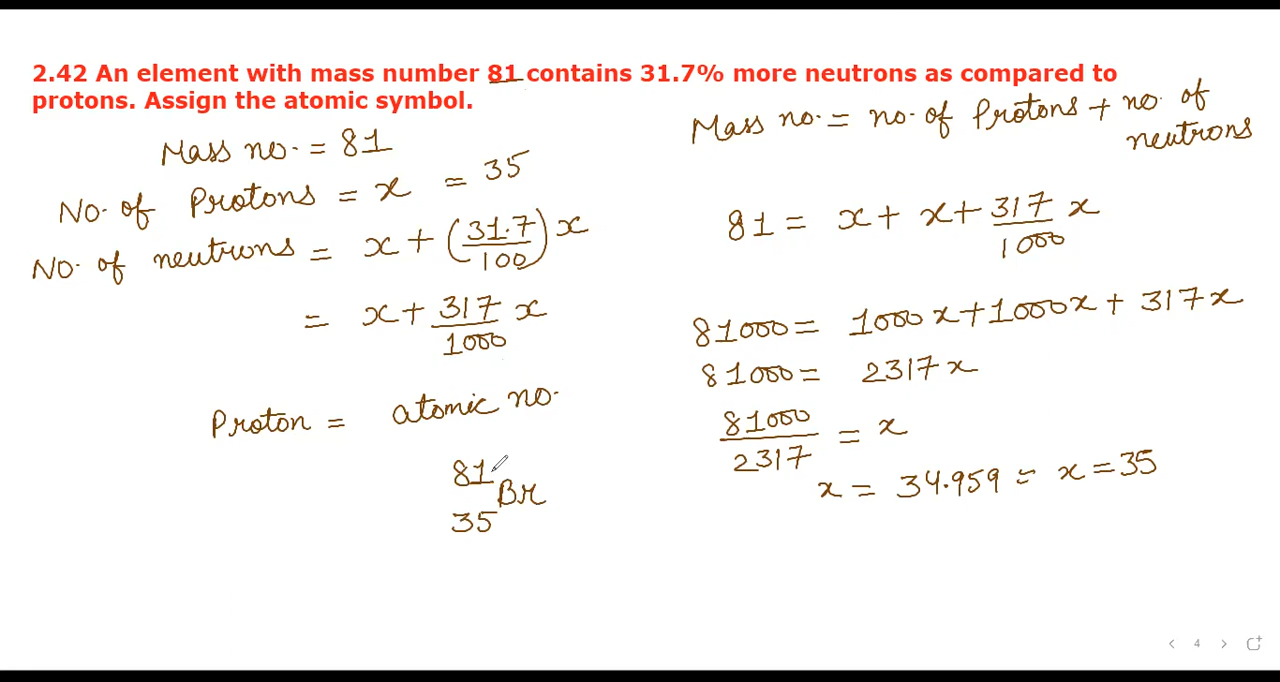 2.42 An element with mass number 81 contains 31.7% more neutrons as compared to
protons. Assign the atomic symbol.
Mass no. = 81
No. of Protons = x = 35
No. of neutrons = x + (31.7/100) x
= x + 317/1000 x
Proton = atomic no.
81
Br
35
Mass no. = no. of Protons + no. of
neutrons
81 = x + x + 317/1000 x
81000 = 1000x + 1000x + 317x
81000 = 2317x
81000/2317 = x
x = 34.959 = x = 35
4